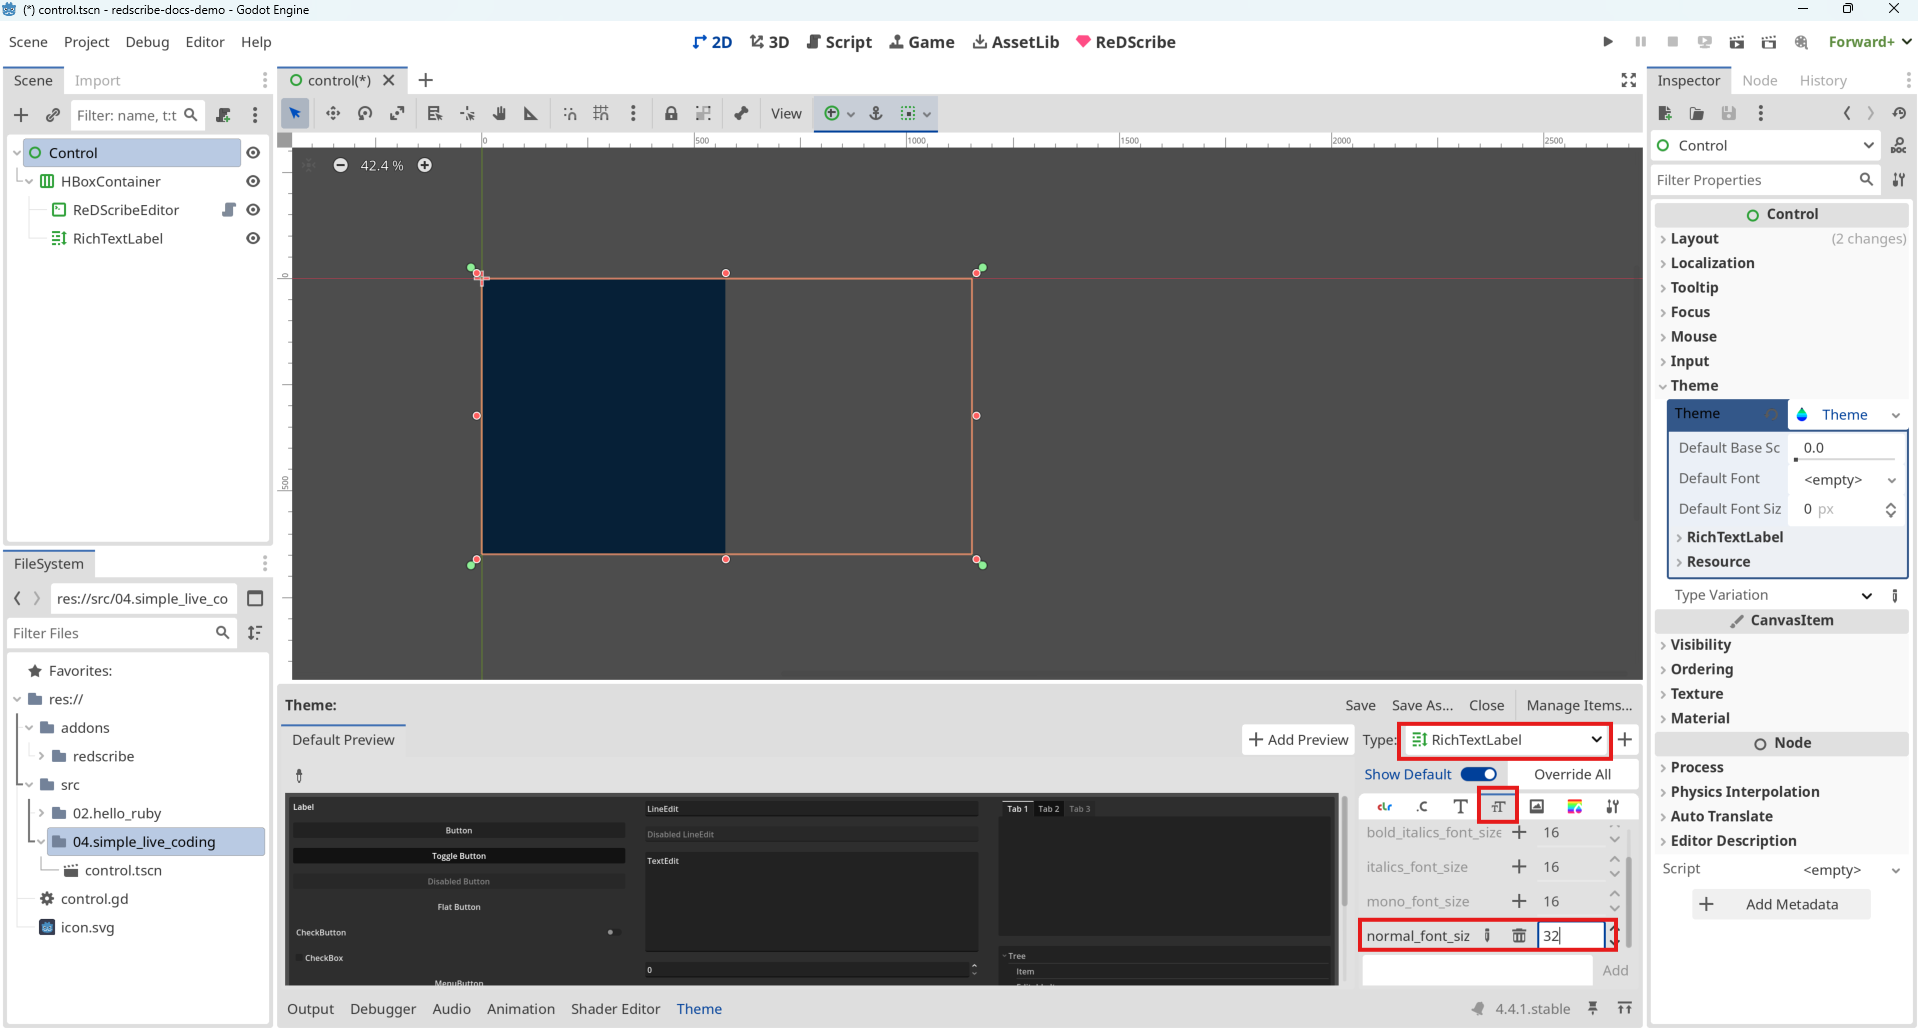 (*) control.tscn - redscribe-docs-demo - Godot Engine
Scene Project Debug Editor Help
2D 3D Script Game AssetLib ReDScribe
Forward+
Scene Import
Filter: name, t:t
Control
HBoxContainer
ReDScribeEditor
RichTextLabel
FileSystem
res://src/04.simple_live_co
Filter Files
Favorites:
res://
addons
redscribe
src
02.hello_ruby
04.simple_live_coding
control.tscn
control.gd
icon.svg
control(*)
View
0 500 1000 1500 2000 2500
42.4 %
0
500
Theme:
Save Save As... Close Manage Items...
Default Preview
Add Preview Type: RichTextLabel
Show Default Override All
Label
Button
Toggle Button
Disabled Button
Flat Button
CheckButton
CheckBox
MenuButton
LineEdit
Disabled LineEdit
TextEdit
0
Tab 1 Tab 2 Tab 3
Tree
Item
clr .C T TT
bold_italics_font_size 16
italics_font_size 16
mono_font_size 16
normal_font_siz 32
Add
Output Debugger Audio Animation Shader Editor Theme
4.4.1.stable
Inspector Node History
Control
DOC
Filter Properties
Control
Layout (2 changes)
Localization
Tooltip
Focus
Mouse
Input
Theme
Theme Theme
Default Base Sc 0.0
Default Font <empty>
Default Font Siz 0 px
RichTextLabel
Resource
Type Variation
CanvasItem
Visibility
Ordering
Texture
Material
Node
Process
Physics Interpolation
Auto Translate
Editor Description
Script <empty>
Add Metadata